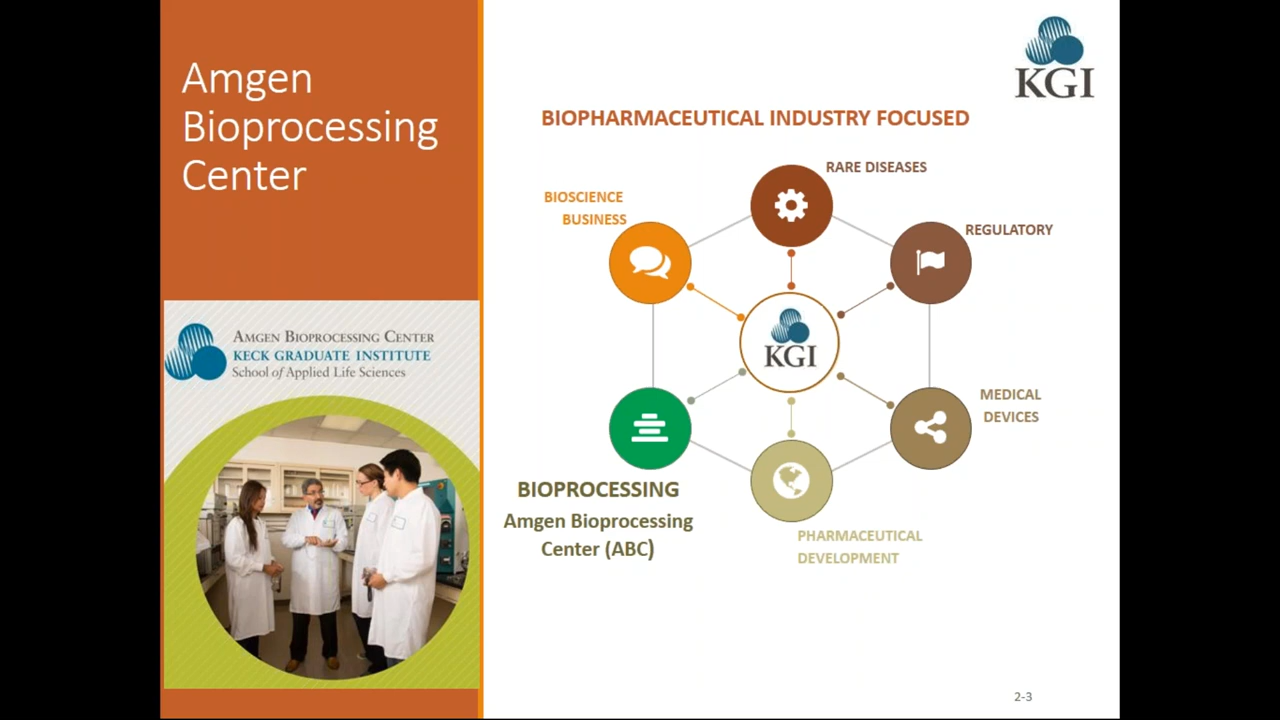 Amgen
Bioprocessing
Center
AMGEN BIOPROCESSING CENTER
KECK GRADUATE INSTITUTE
School of Applied Life Sciences
KGI
BIOPHARMACEUTICAL INDUSTRY FOCUSED
RARE DISEASES
BIOSCIENCE
BUSINESS
REGULATORY
KGI
MEDICAL
DEVICES
BIOPROCESSING
Amgen Bioprocessing
Center (ABC)
PHARMACEUTICAL
DEVELOPMENT
2-3